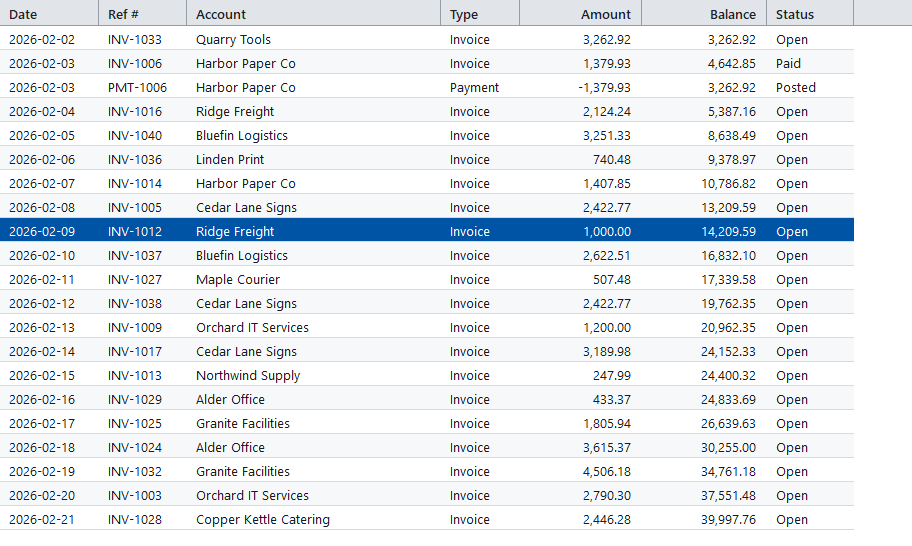 Date Ref # Account Type Amount Balance Status
2026-02-02 INV-1033 Quarry Tools Invoice 3,262.92 3,262.92 Open
2026-02-03 INV-1006 Harbor Paper Co Invoice 1,379.93 4,642.85 Paid
2026-02-03 PMT-1006 Harbor Paper Co Payment -1,379.93 3,262.92 Posted
2026-02-04 INV-1016 Ridge Freight Invoice 2,124.24 5,387.16 Open
2026-02-05 INV-1040 Bluefin Logistics Invoice 3,251.33 8,638.49 Open
2026-02-06 INV-1036 Linden Print Invoice 740.48 9,378.97 Open
2026-02-07 INV-1014 Harbor Paper Co Invoice 1,407.85 10,786.82 Open
2026-02-08 INV-1005 Cedar Lane Signs Invoice 2,422.77 13,209.59 Open
2026-02-09 INV-1012 Ridge Freight Invoice 1,000.00 14,209.59 Open
2026-02-10 INV-1037 Bluefin Logistics Invoice 2,622.51 16,832.10 Open
2026-02-11 INV-1027 Maple Courier Invoice 507.48 17,339.58 Open
2026-02-12 INV-1038 Cedar Lane Signs Invoice 2,422.77 19,762.35 Open
2026-02-13 INV-1009 Orchard IT Services Invoice 1,200.00 20,962.35 Open
2026-02-14 INV-1017 Cedar Lane Signs Invoice 3,189.98 24,152.33 Open
2026-02-15 INV-1013 Northwind Supply Invoice 247.99 24,400.32 Open
2026-02-16 INV-1029 Alder Office Invoice 433.37 24,833.69 Open
2026-02-17 INV-1025 Granite Facilities Invoice 1,805.94 26,639.63 Open
2026-02-18 INV-1024 Alder Office Invoice 3,615.37 30,255.00 Open
2026-02-19 INV-1032 Granite Facilities Invoice 4,506.18 34,761.18 Open
2026-02-20 INV-1003 Orchard IT Services Invoice 2,790.30 37,551.48 Open
2026-02-21 INV-1028 Copper Kettle Catering Invoice 2,446.28 39,997.76 Open